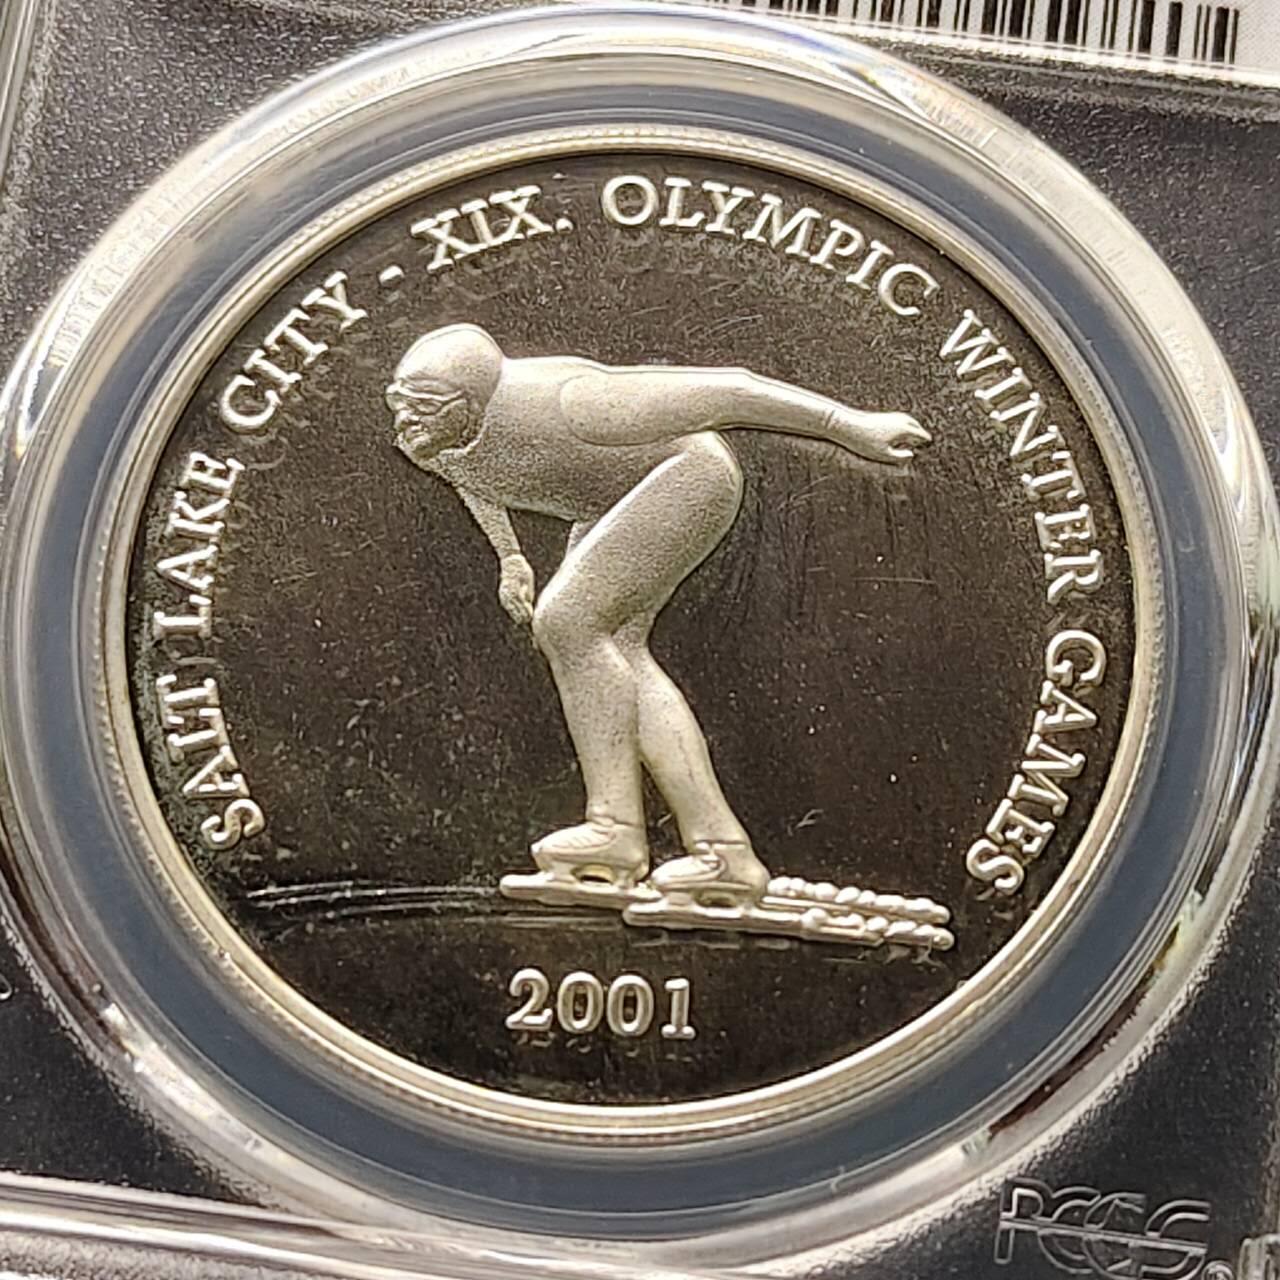 SALT LAKE CITY - XIX. OLYMPIC WINTER GAMES
2001
PCGS